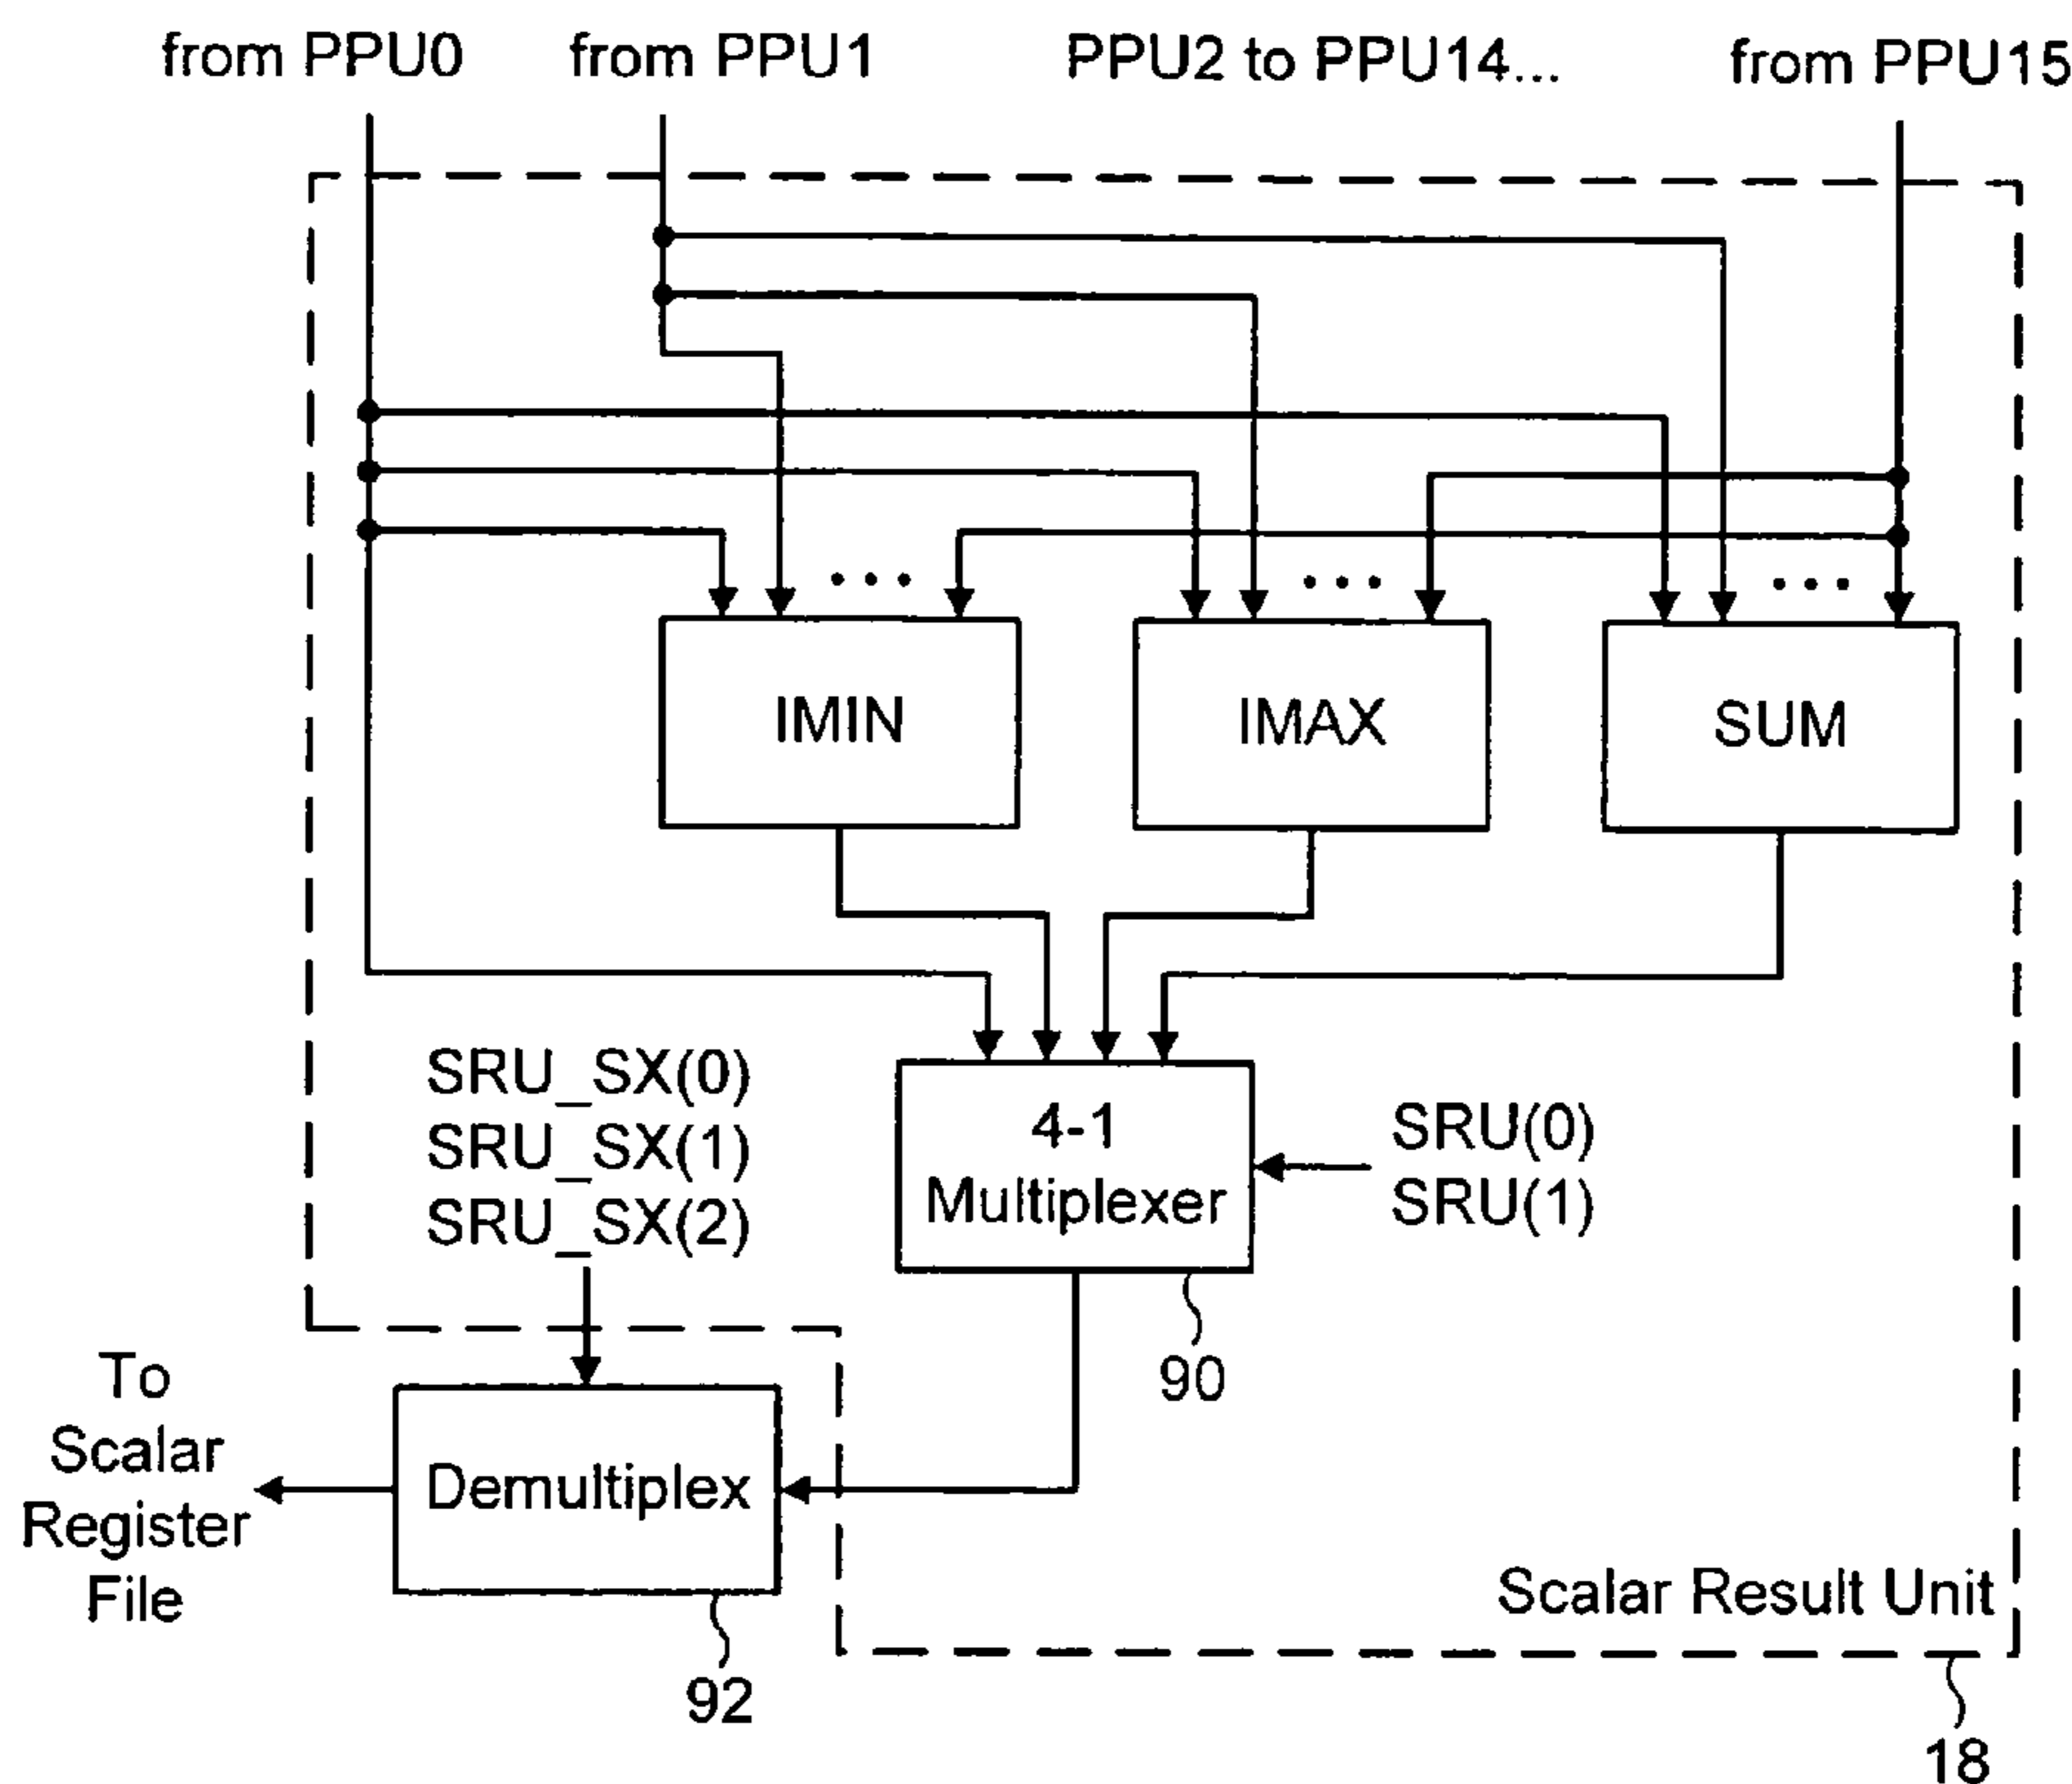 from PPU0 from PPU1 PPU2 to PPU14... from PPU15
IMIN IMAX SUM
SRU_SX(0)
SRU_SX(1)
SRU_SX(2)
4-1
Multiplexer
SRU(0)
SRU(1)
90
To
Scalar
Register
File
Demultiplex
92
Scalar Result Unit
18